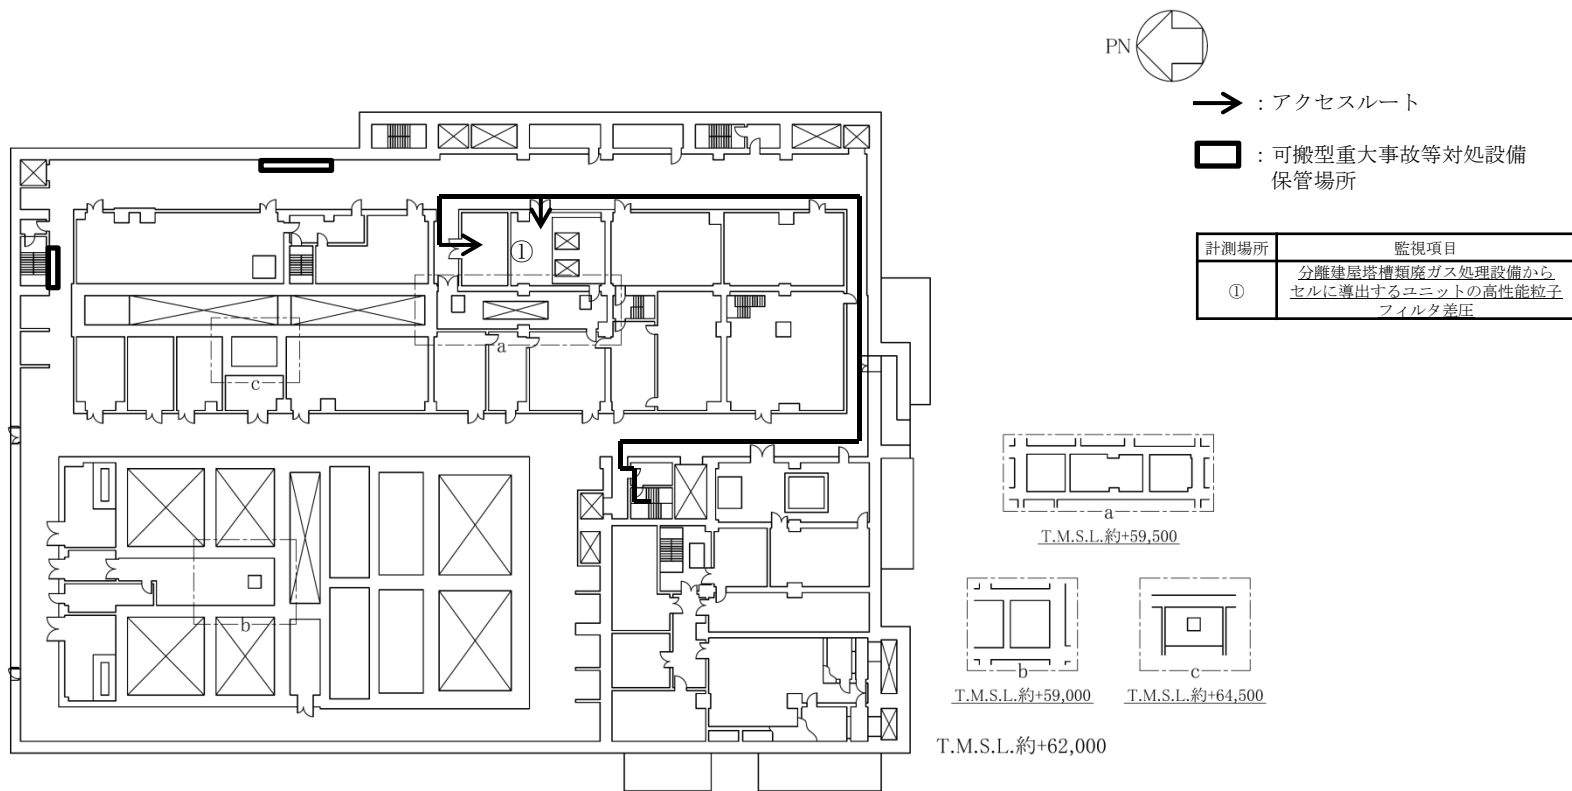 PN
：アクセスルート
：可搬型重大事故等対処設備
保管場所
計測場所 監視項目
① 分離建屋塔槽類廃ガス処理設備から
セルに導出するユニットの高性能粒子
フィルタ差圧
①
a
c
b
a
T.M.S.L.約+59,500
b
T.M.S.L.約+59,000
c
T.M.S.L.約+64,500
T.M.S.L.約+62,000